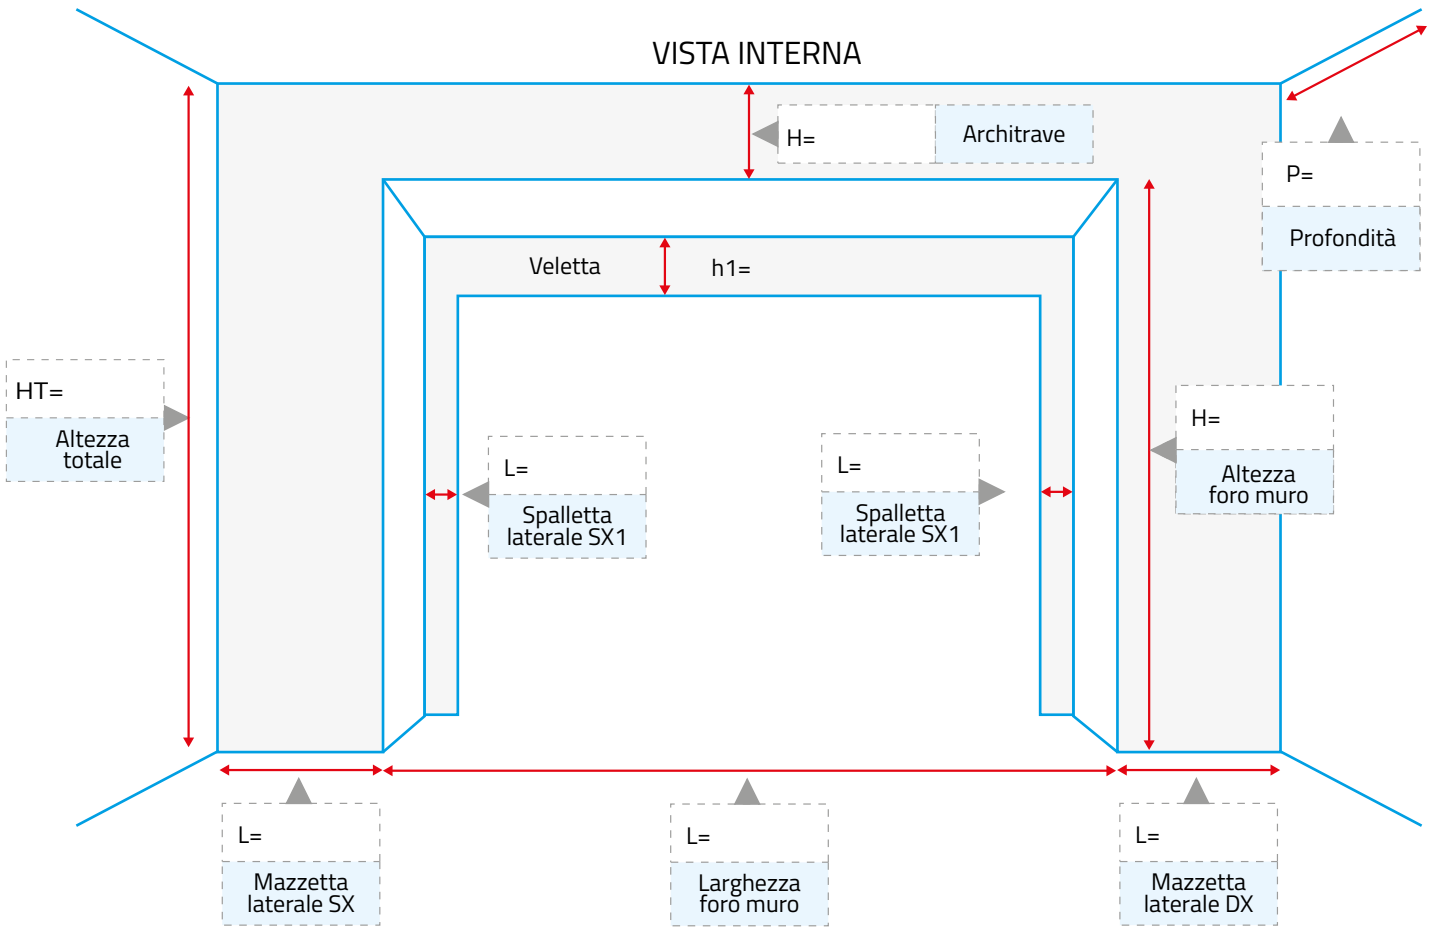 VISTA INTERNA
H=
Architrave
P=
Profondità
Veletta
h1=
HT=
Altezza
totale
L=
Spalletta
laterale SX1
L=
Spalletta
laterale SX1
H=
Altezza
foro muro
L=
Mazzetta
laterale SX
L=
Larghezza
foro muro
L=
Mazzetta
laterale DX